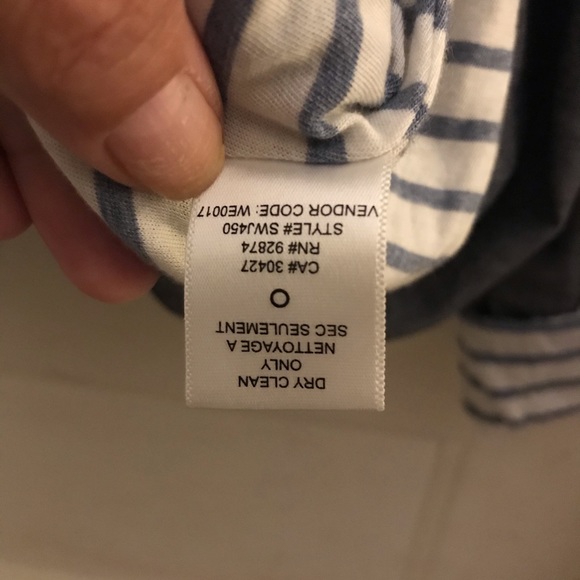 DRY CLEAN
ONLY
NETTOYAGE A
SEC SEULEMENT
CA# 30427
RN# 92874
STYLE# SWJ450
VENDOR CODE: WE0017